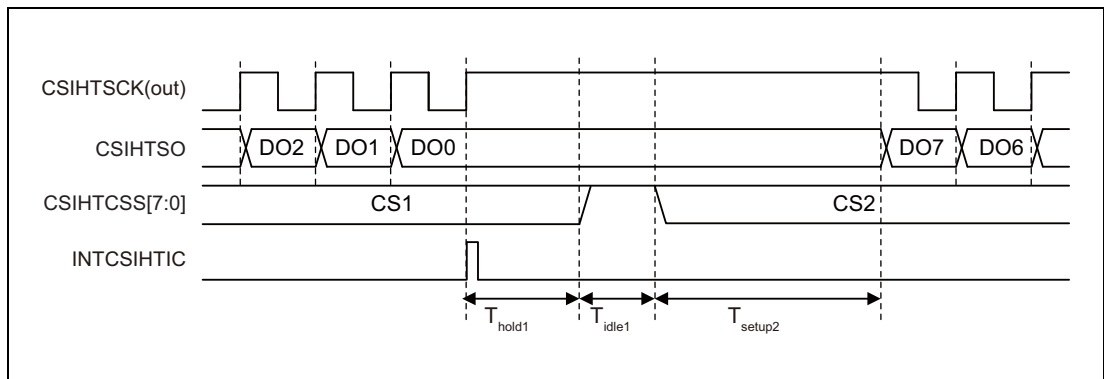 CSIHTSCK(out)
CSIHTSO DO2 DO1 DO0 DO7 DO6
CSIHTCSS[7:0] CS1 CS2
INTCSIHTIC
Thold1 Tidle1 Tsetup2